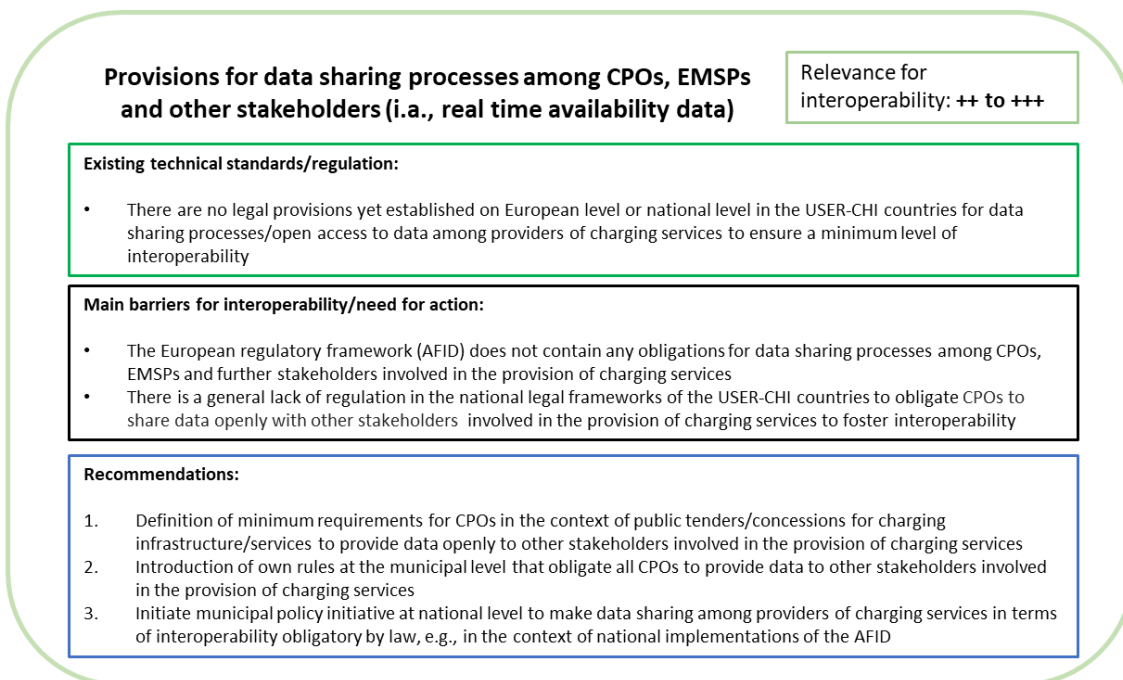 Provisions for data sharing processes among CPOs, EMSPs
and other stakeholders (i.a., real time availability data)
Relevance for
interoperability: ++ to +++
Existing technical standards/regulation:
• There are no legal provisions yet established on European level or national level in the USER-CHI countries for data
sharing processes/open access to data among providers of charging services to ensure a minimum level of
interoperability
Main barriers for interoperability/need for action:
• The European regulatory framework (AFID) does not contain any obligations for data sharing processes among CPOs,
EMSPs and further stakeholders involved in the provision of charging services
• There is a general lack of regulation in the national legal frameworks of the USER-CHI countries to obligate CPOs to
share data openly with other stakeholders involved in the provision of charging services to foster interoperability
Recommendations:
1. Definition of minimum requirements for CPOs in the context of public tenders/concessions for charging
infrastructure/services to provide data openly to other stakeholders involved in the provision of charging services
2. Introduction of own rules at the municipal level that obligate all CPOs to provide data to other stakeholders involved
in the provision of charging services
3. Initiate municipal policy initiative at national level to make data sharing among providers of charging services in terms
of interoperability obligatory by law, e.g., in the context of national implementations of the AFID